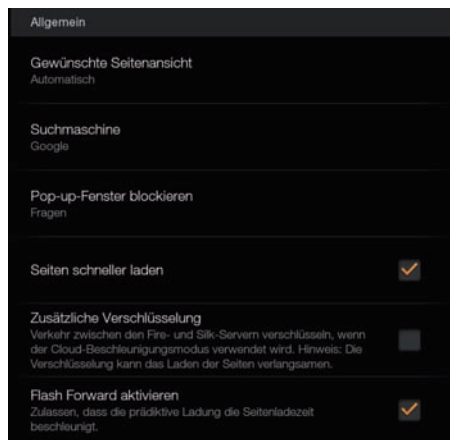 Allgemein
Gewünschte Seitenansicht
Automatisch
Suchmaschine
Google
Pop-up-Fenster blockieren
Fragen
Seiten schneller laden
Zusätzliche Verschlüsselung
Verkehr zwischen den Fire- und Silk-Servern verschlüsseln, wenn
der Cloud-Beschleunigungsmodus verwendet wird. Hinweis: Die
Verschlüsselung kann das Laden der Seiten verlangsamen.
Flash Forward aktivieren
Zulassen, dass die prädiktive Ladung die Seitenladezeit
beschleunigt.